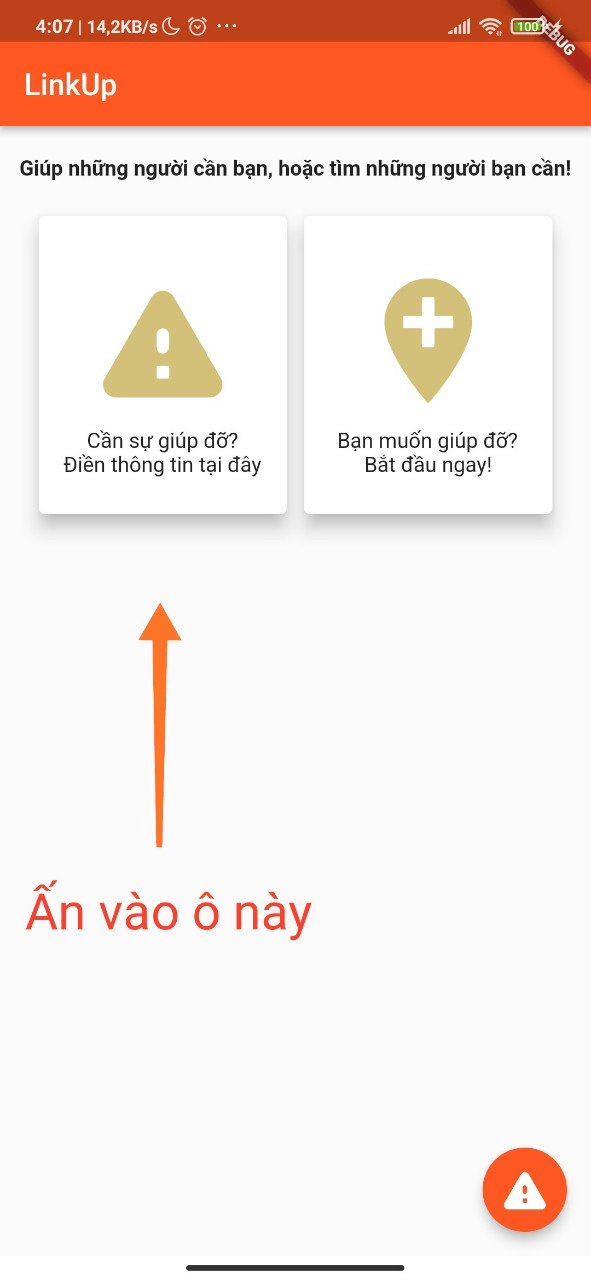 4:07 | 14,2KB/s ...
100
DEBUG
LinkUp
Giúp những người cần bạn, hoặc tìm những người bạn cần!
Cần sự giúp đỡ?
Điền thông tin tại đây
Bạn muốn giúp đỡ?
Bắt đầu ngay!
Ấn vào ô này